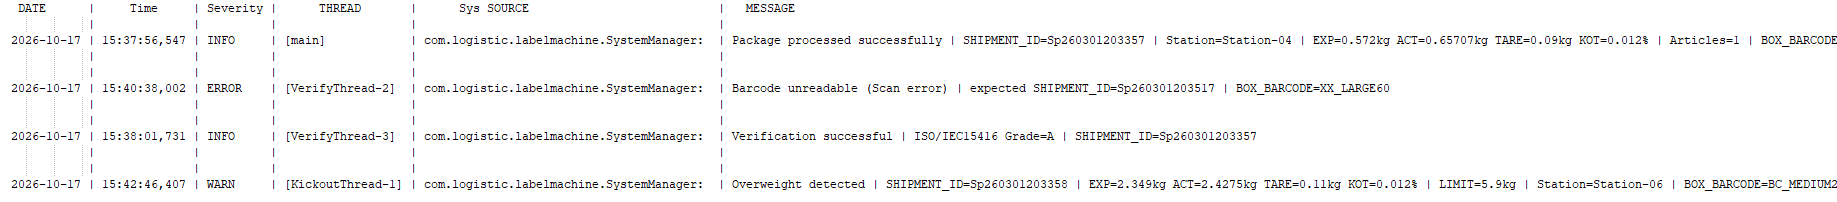 DATE | Time | Severity | THREAD | Sys SOURCE | MESSAGE
2026-10-17 | 15:37:56,547 | INFO | [main] | com.logistic.labelmachine.SystemManager: | Package processed successfully | SHIPMENT_ID=Sp260301203357 | Station=Station-04 | EXP=0.572kg ACT=0.65707kg TARE=0.09kg KOT=0.012% | Articles=1 | BOX_BARCODE
2026-10-17 | 15:40:38,002 | ERROR | [VerifyThread-2] | com.logistic.labelmachine.SystemManager: | Barcode unreadable (Scan error) | expected SHIPMENT_ID=Sp260301203517 | BOX_BARCODE=XX_LARGE60
2026-10-17 | 15:38:01,731 | INFO | [VerifyThread-3] | com.logistic.labelmachine.SystemManager: | Verification successful | ISO/IEC15416 Grade=A | SHIPMENT_ID=Sp260301203357
2026-10-17 | 15:42:46,407 | WARN | [KickoutThread-1] | com.logistic.labelmachine.SystemManager: | Overweight detected | SHIPMENT_ID=Sp260301203358 | EXP=2.349kg ACT=2.4275kg TARE=0.11kg KOT=0.012% | LIMIT=5.9kg | Station=Station-06 | BOX_BARCODE=BC_MEDIUM2